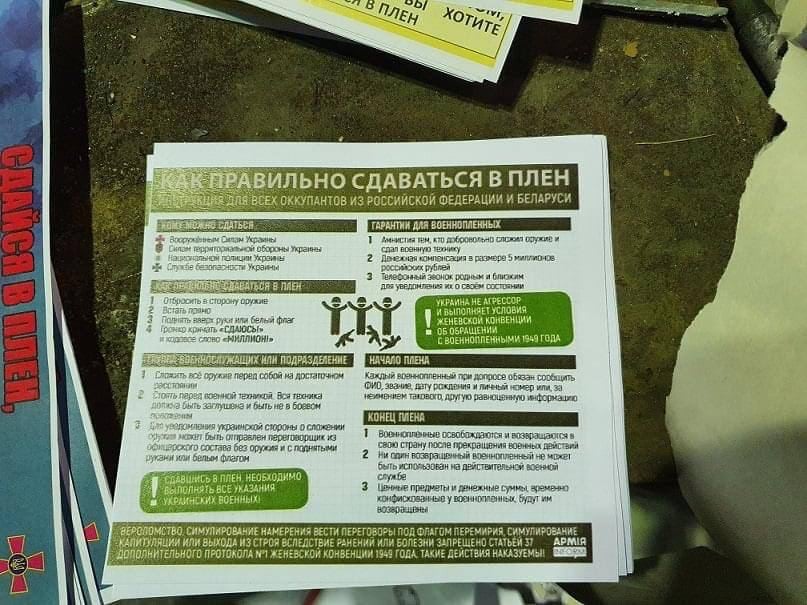 ХОТИТЕ
СЯ В ПЛЕН
СДАЙСЯ В ПЛЕН,
КАК ПРАВИЛЬНО СДАВАТЬСЯ В ПЛЕН
ИНСТРУКЦИЯ ДЛЯ ВСЕХ ОККУПАНТОВ ИЗ РОССИЙСКОЙ ФЕДЕРАЦИИ И БЕЛАРУСИ
КОМУ МОЖНО СДАТЬСЯ
Вооружённым Силам Украины
Силам территориальной обороны Украины
Национальной полиции Украины
Службе безопасности Украины
КАК ПРАВИЛЬНО СДАВАТЬСЯ В ПЛЕН
1 Отбросить в сторону оружие
2 Встать прямо
3 Поднять вверх руки или белый флаг
4 Громко кричать «СДАЮСЬ!»
и кодовое слово «МИЛЛИОН!»
ГРУППА ВОЕННОСЛУЖАЩИХ ИЛИ ПОДРАЗДЕЛЕНИЕ
1 Сложить всё оружие перед собой на достаточном
расстоянии
2 Стоять перед военной техникой. Вся техника
должна быть заглушена и быть не в боевом
положении
3 Для уведомления украинской стороны о сложении
оружия может быть отправлен переговорщик из
офицерского состава без оружия и с поднятыми
руками или белым флагом
! СДАВШИСЬ В ПЛЕН, НЕОБХОДИМО
ВЫПОЛНЯТЬ ВСЕ УКАЗАНИЯ
УКРАИНСКИХ ВОЕННЫХ!
ГАРАНТИИ ДЛЯ ВОЕННОПЛЕННЫХ
1 Амнистия тем, кто добровольно сложил оружие и
сдал военную технику
2 Денежная компенсация в размере 5 миллионов
российских рублей
3 Телефонный звонок родным и близким
для уведомления их о своём состоянии
! УКРАИНА НЕ АГРЕССОР
И ВЫПОЛНЯЕТ УСЛОВИЯ
ЖЕНЕВСКОЙ КОНВЕНЦИИ
ОБ ОБРАЩЕНИИ
С ВОЕННОПЛЕННЫМИ 1949 ГОДА
НАЧАЛО ПЛЕНА
Каждый военнопленный при допросе обязан сообщить
ФИО, звание, дату рождения и личный номер или, за
неимением такового, другую равноценную информацию
КОНЕЦ ПЛЕНА
1 Военнопленные освобождаются и возвращаются в
свою страну после прекращения военных действий
2 Ни один возвращенный военнопленный не может
быть использован на действительной военной
службе
3 Ценные предметы и денежные суммы, временно
конфискованные у военнопленных, будут им
возвращены
ВЕРОЛОМСТВО, СИМУЛИРОВАНИЕ НАМЕРЕНИЯ ВЕСТИ ПЕРЕГОВОРЫ ПОД ФЛАГОМ ПЕРЕМИРИЯ, СИМУЛИРОВАНИЕ
КАПИТУЛЯЦИИ ИЛИ ВЫХОДА ИЗ СТРОЯ ВСЛЕДСТВИЕ РАНЕНИЙ ИЛИ БОЛЕЗНИ ЗАПРЕЩЕНО СТАТЬЕЙ 37
ДОПОЛНИТЕЛЬНОГО ПРОТОКОЛА №1 ЖЕНЕВСКОЙ КОНВЕНЦИИ 1949 ГОДА, ТАКИЕ ДЕЙСТВИЯ НАКАЗУЕМЫ!
АРМІЯ
INFORM